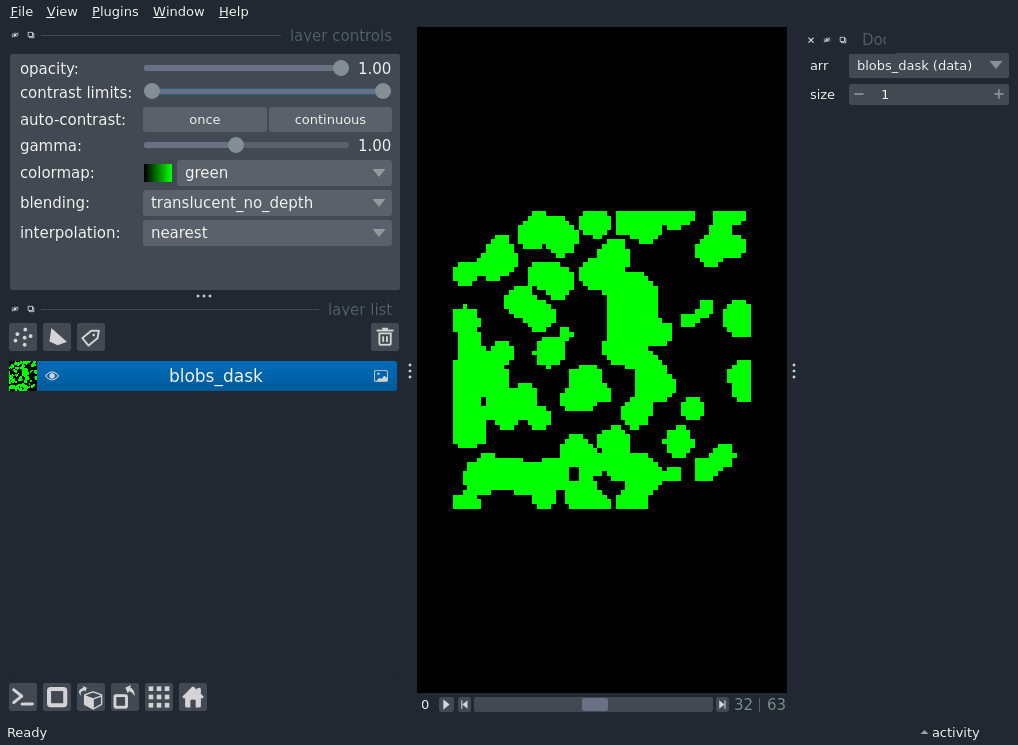 File View Plugins Window Help
layer controls
opacity: 1.00
contrast limits:
auto-contrast: once continuous
gamma: 1.00
colormap: green
blending: translucent_no_depth
interpolation: nearest
layer list
blobs_dask
arr blobs_dask (data)
size 1
0 32 | 63
Ready
activity